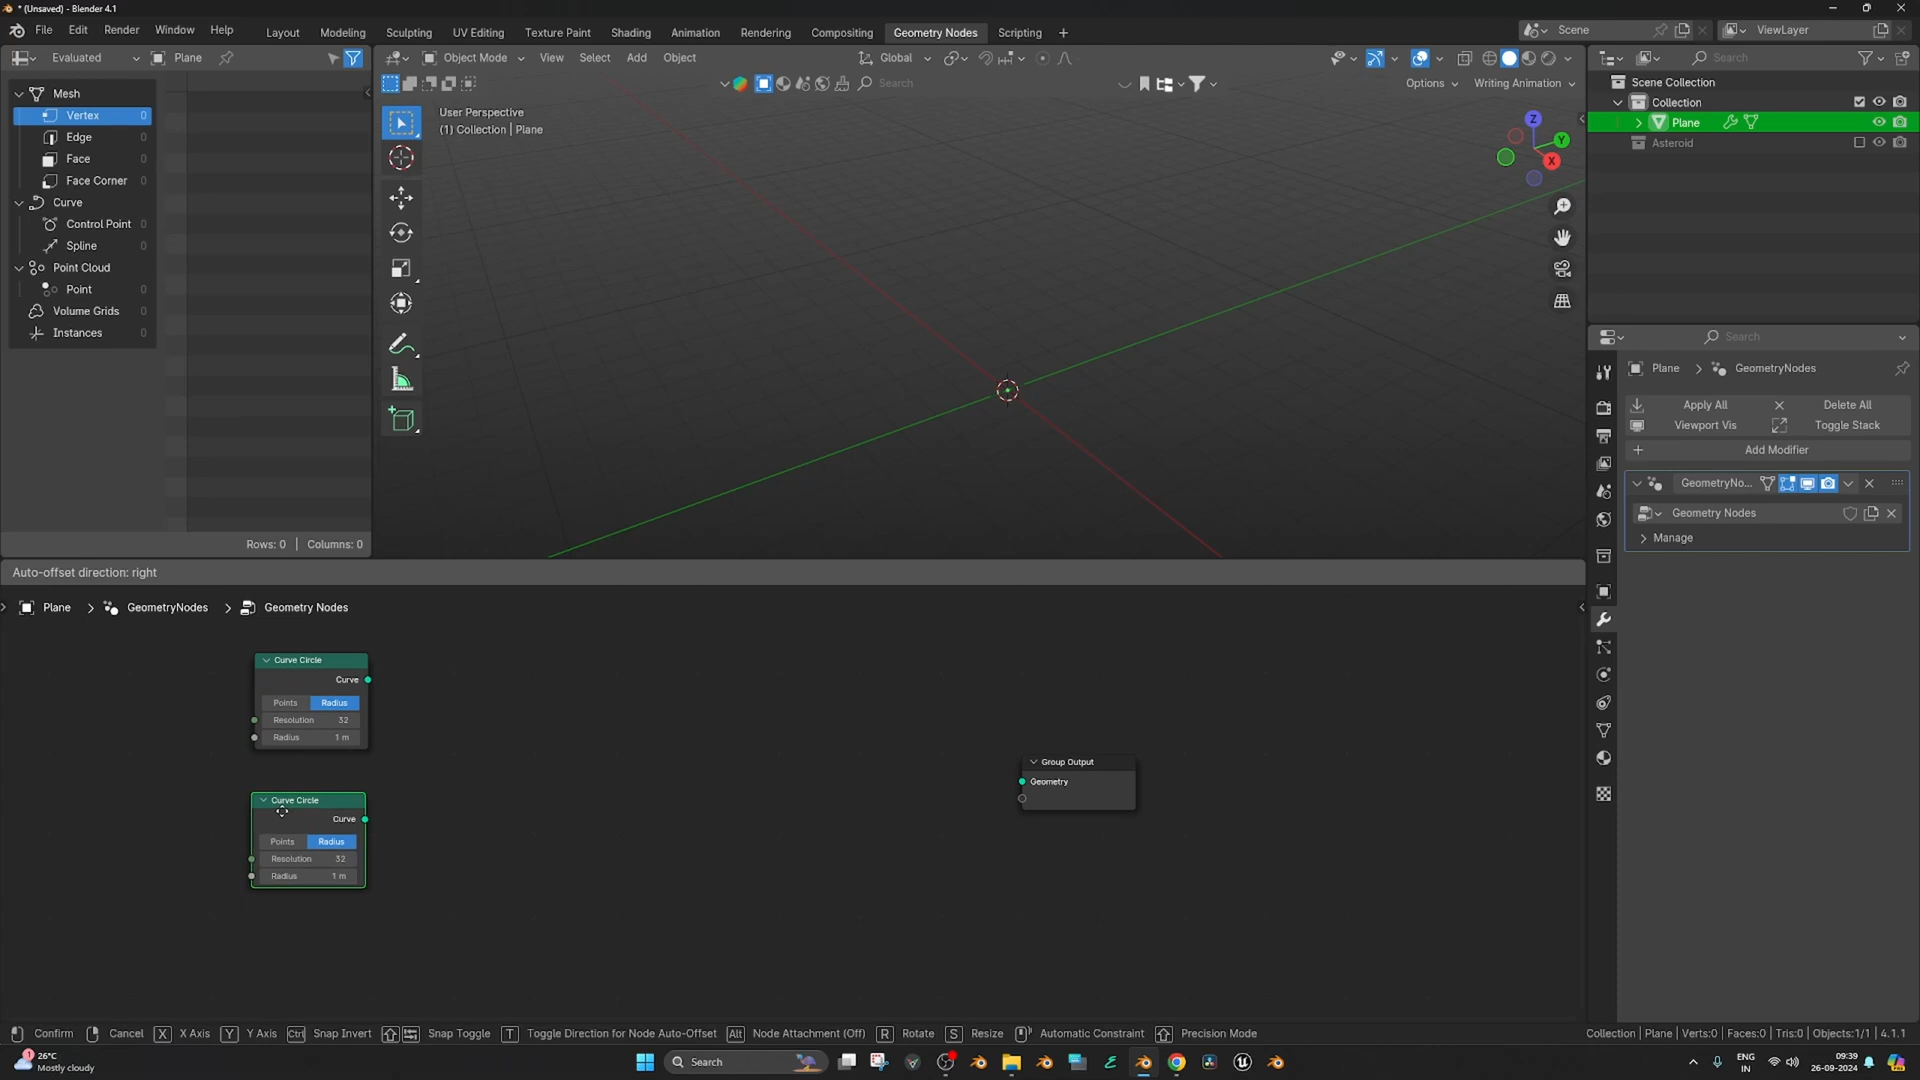 * (Unsaved) - Blender 4.1
File Edit Render Window Help Layout Modeling Sculpting UV Editing Texture Paint Shading Animation Rendering Compositing Geometry Nodes Scripting + Scene ViewLayer
Evaluated Plane Object Mode View Select Add Object Global Search
Search Options Writing Animation
Mesh
Vertex 0
Edge 0
Face 0
Face Corner 0
Curve
Control Point 0
Spline 0
Point Cloud
Point 0
Volume Grids 0
Instances 0
Rows: 0 | Columns: 0
User Perspective
(1) Collection | Plane
Z
Y
X
Scene Collection
Collection
Plane
Asteroid
Search
Plane > GeometryNodes
Apply All Delete All
Viewport Vis Toggle Stack
Add Modifier
GeometryNo...
Geometry Nodes
Manage
Auto-offset direction: right
Plane > GeometryNodes > Geometry Nodes
Curve Circle
Curve
Points Radius
Resolution 32
Radius 1 m
Curve Circle
Curve
Points Radius
Resolution 32
Radius 1 m
Group Output
Geometry
Confirm Cancel X X Axis Y Y Axis Ctrl Snap Invert Snap Toggle T Toggle Direction for Node Auto-Offset Alt Node Attachment (Off) R Rotate S Resize Automatic Constraint Precision Mode Collection | Plane | Verts:0 | Faces:0 | Tris:0 | Objects:1/1 | 4.1.1
1
26°C
Mostly cloudy
Search
ENG
IN
09:39
26-09-2024